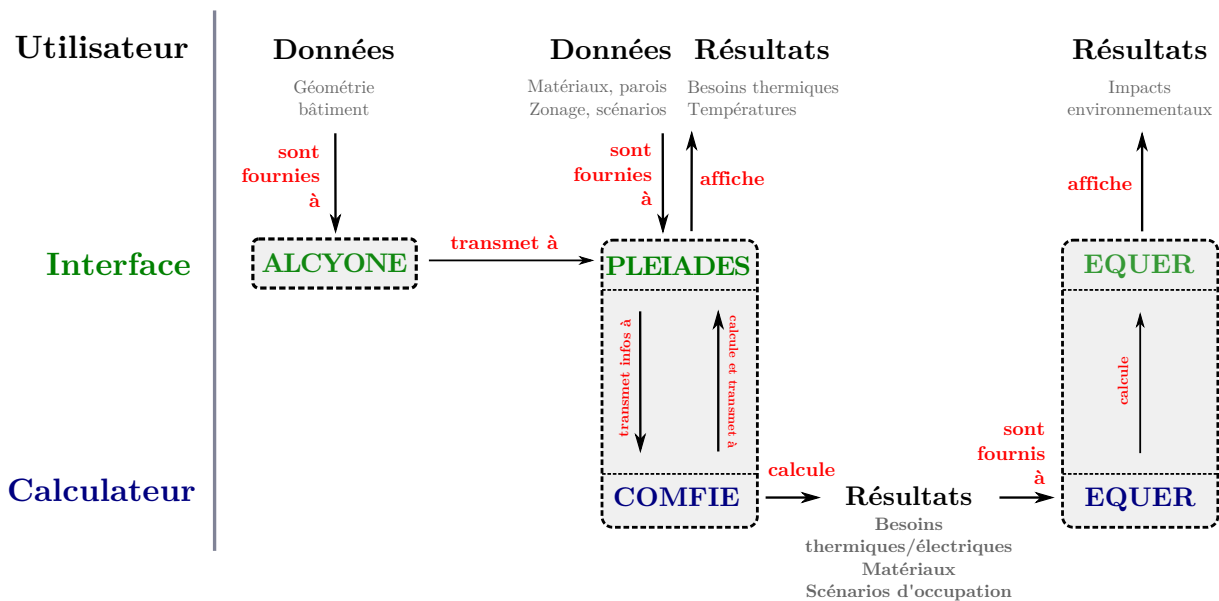 Utilisateur
Données
Géométrie
bâtiment
sont
fournies
à
Données
Matériaux, parois
Zonage, scénarios
sont
fournies
à
Résultats
Besoins thermiques
Températures
affiche
Résultats
Impacts
environnementaux
affiche
Interface
ALCYONE
transmet à
PLEIADES
EQUER
transmet infos à
calcule et transmet à
calcule
Calculateur
COMFIE
calcule
Résultats
Besoins
thermiques/électriques
Matériaux
Scénarios d'occupation
sont
fournis
à
EQUER